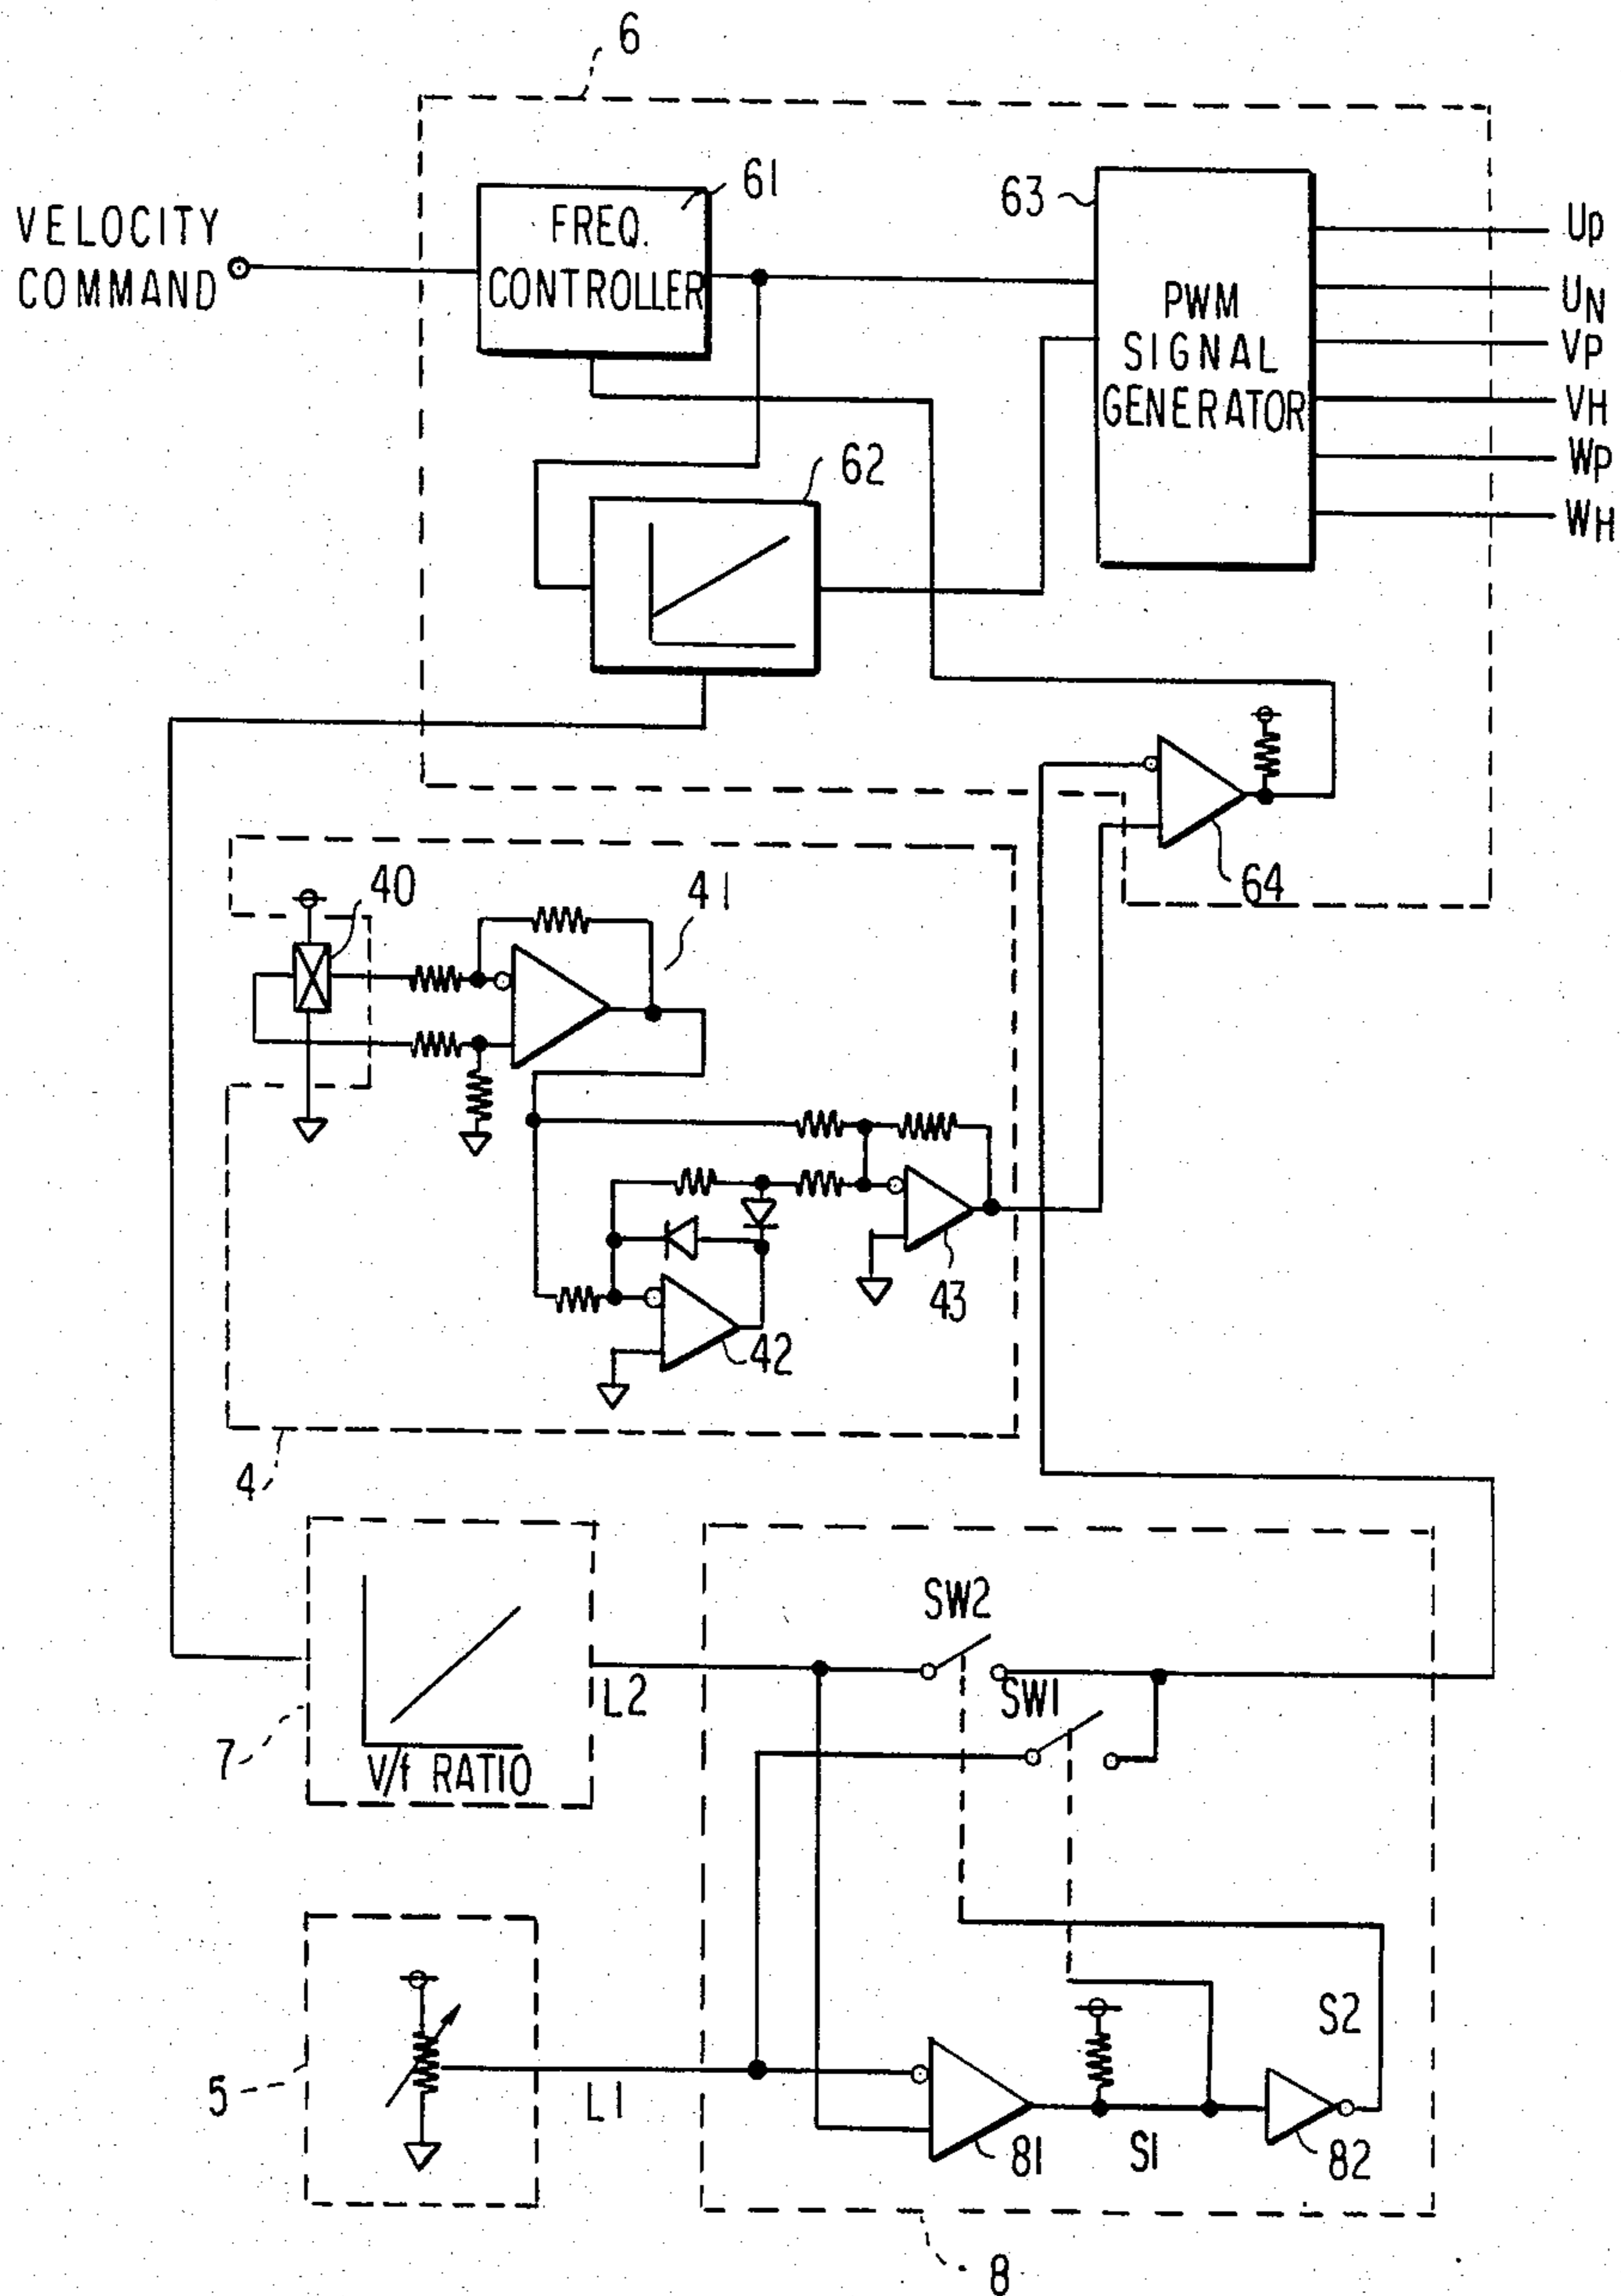 6
61
63
VELOCITY
COMMAND
FREQ.
CONTROLLER
PWM
SIGNAL
GENERATOR
UP
UN
VP
VH
WP
WH
62
64
40
41
43
42
4
SW2
SW1
L2
7
V/f RATIO
S2
5
L1
81
S1
82
8